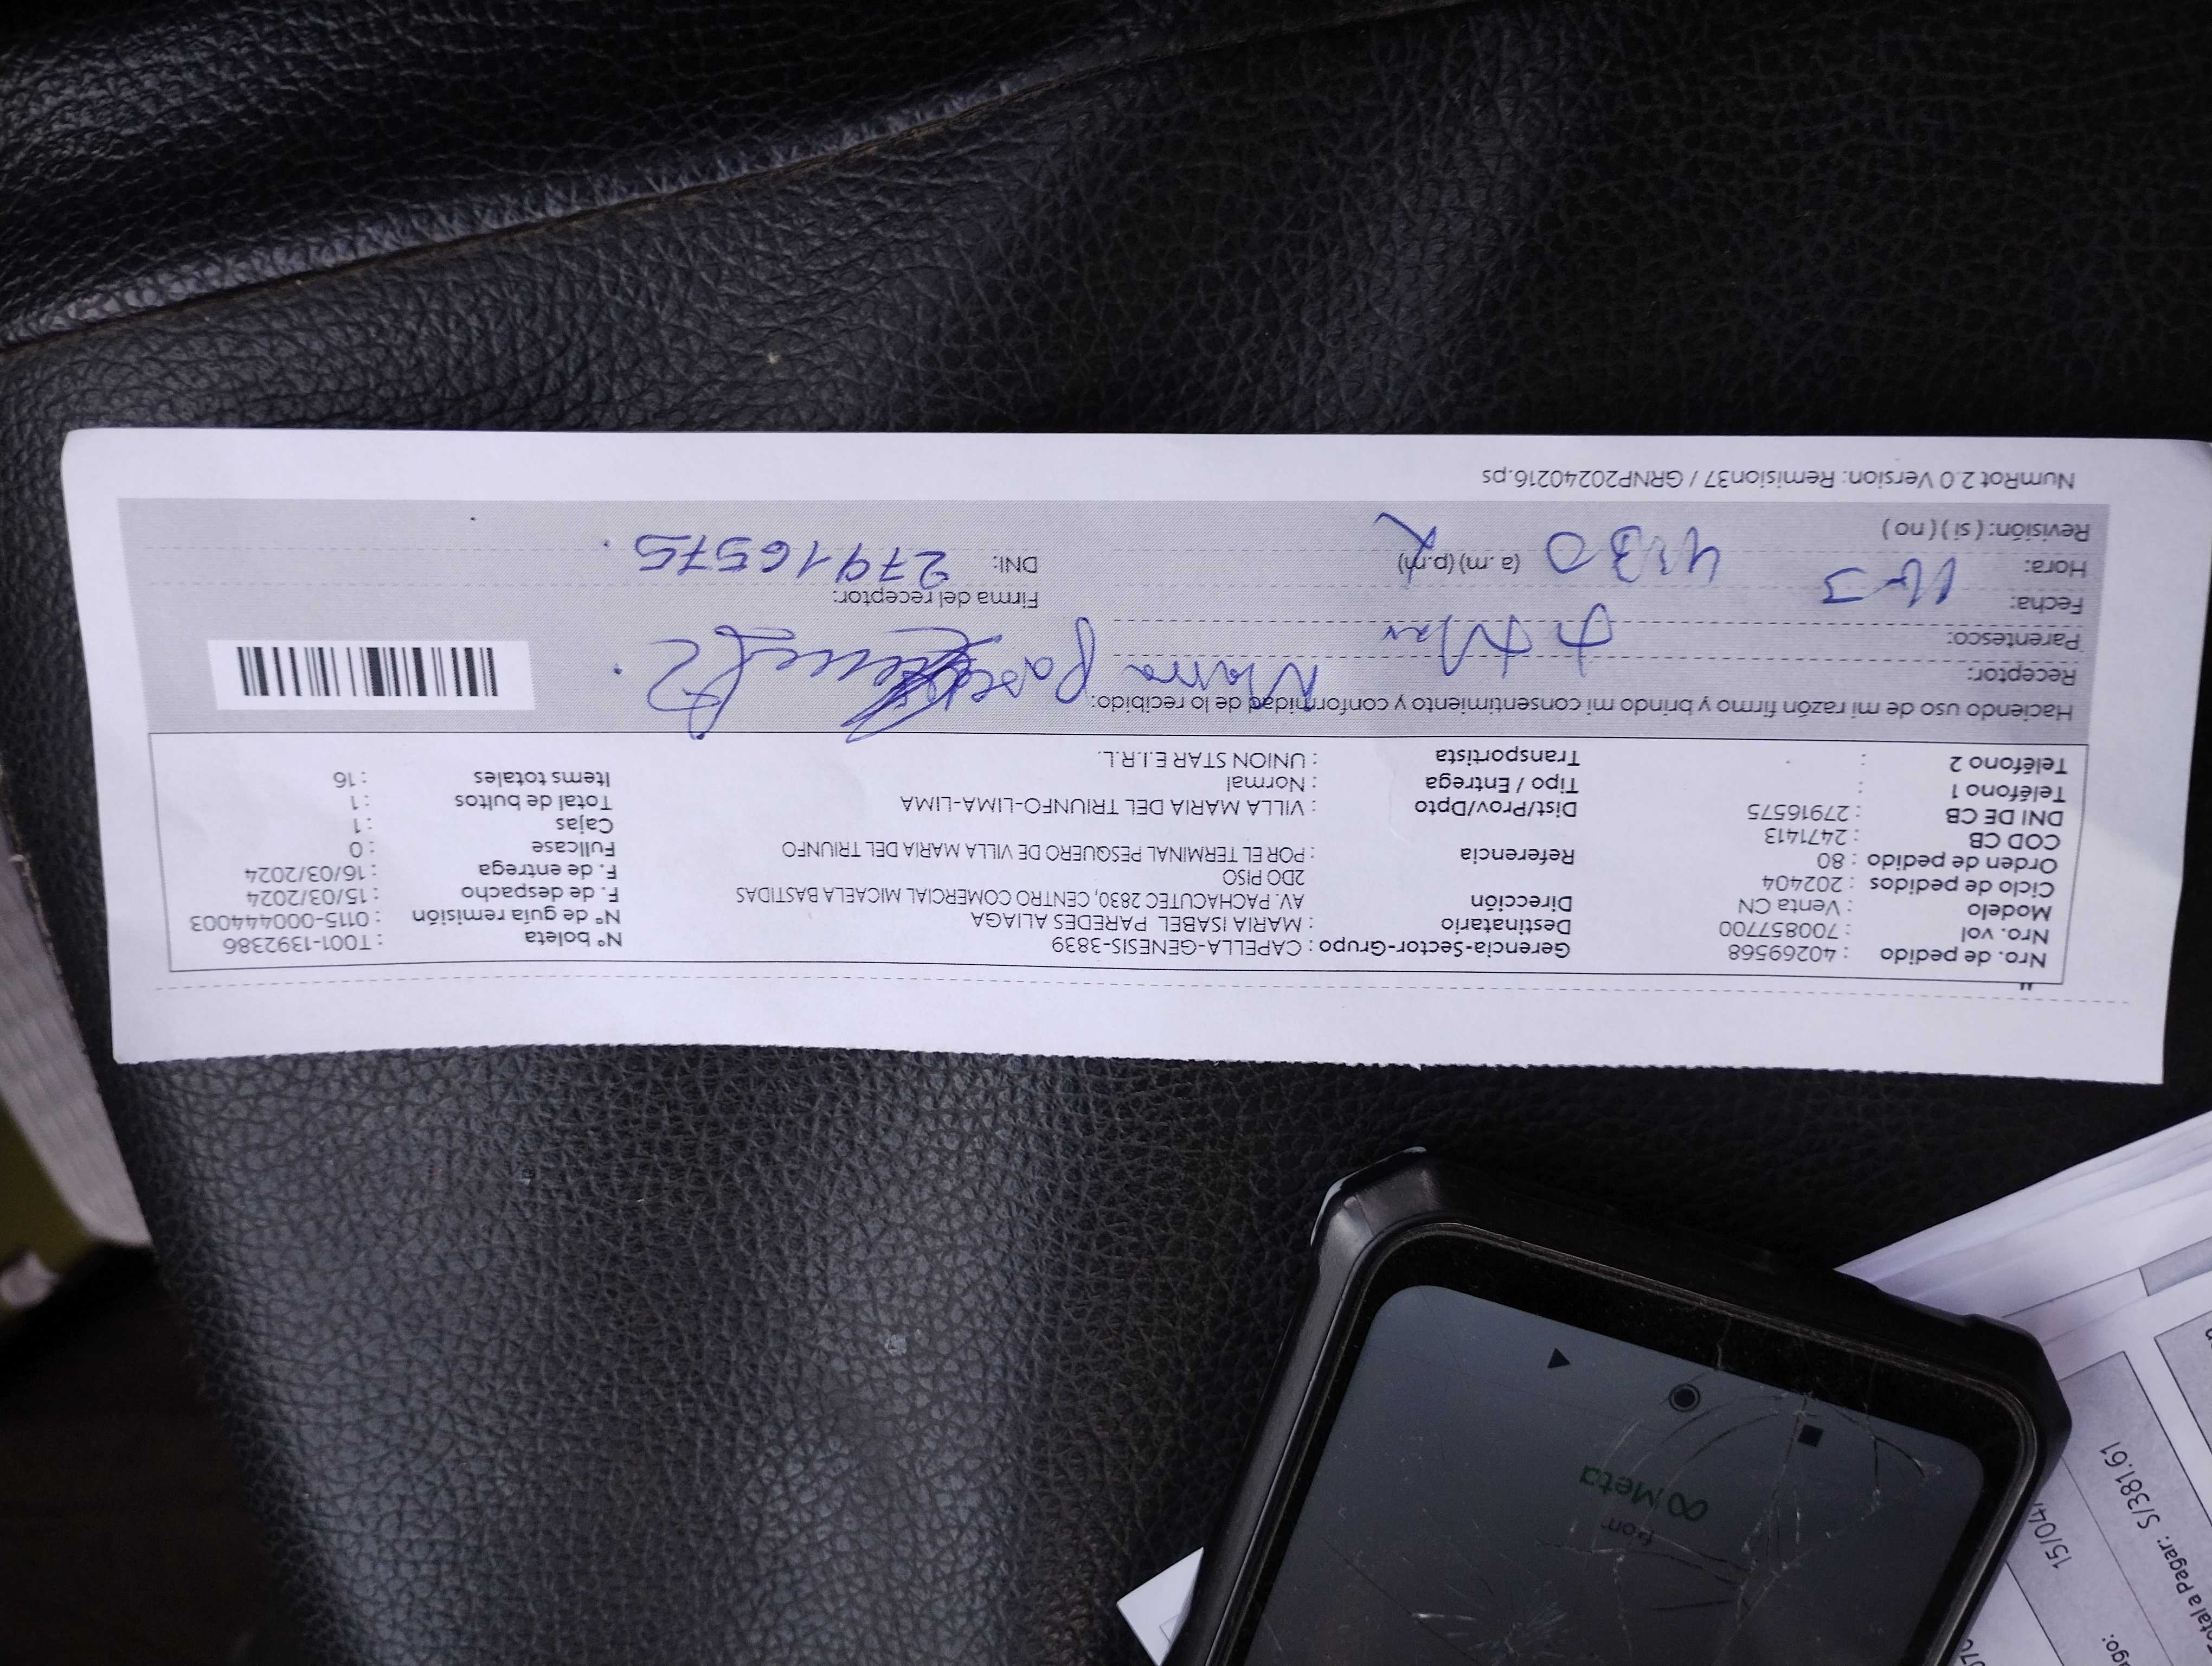 Nro. de pedido : 40269568
Nro. vol : 700857700
Modelo : Venta CN
Ciclo de pedidos : 202404
Orden de pedido : 80
COD CB : 2471413
DNI DE CB : 27916575
Teléfono 1 :
Teléfono 2 :
Gerencia-Sector-Grupo : CAPELLA-GENESIS-3839
Destinatario : MARIA ISABEL PAREDES ALIAGA
Dirección AV. PACHACUTEC 2830, CENTRO COMERCIAL MICAELA BASTIDAS
2DO PISO
Referencia : POR EL TERMINAL PESQUERO DE VILLA MARIA DEL TRIUNFO
Dist/Prov/Dpto : VILLA MARIA DEL TRIUNFO-LIMA-LIMA
Tipo / Entrega : Normal
Transportista : UNION STAR E.I.R.L.
N° boleta : T001-1392386
N° de guía remisión : 0115-000444003
F. de despacho : 15/03/2024
F. de entrega : 16/03/2024
Fullcase : 0
Cajas : 1
Total de bultos : 1
Items totales : 16
Haciendo uso de mi razón firmo y brindo mi consentimiento y conformidad de lo recibido:
Receptor: Maria
Parentesco:
Fecha:
Hora: 4:30 (a.m) (p.m)
Revisión: ( si ) ( no )
Firma del receptor:
DNI: 27916575
NumRot 2.0 Version: Remision37 / GRNP20240216.ps
Meta
15/04/
Total a Pagar: S/381.61